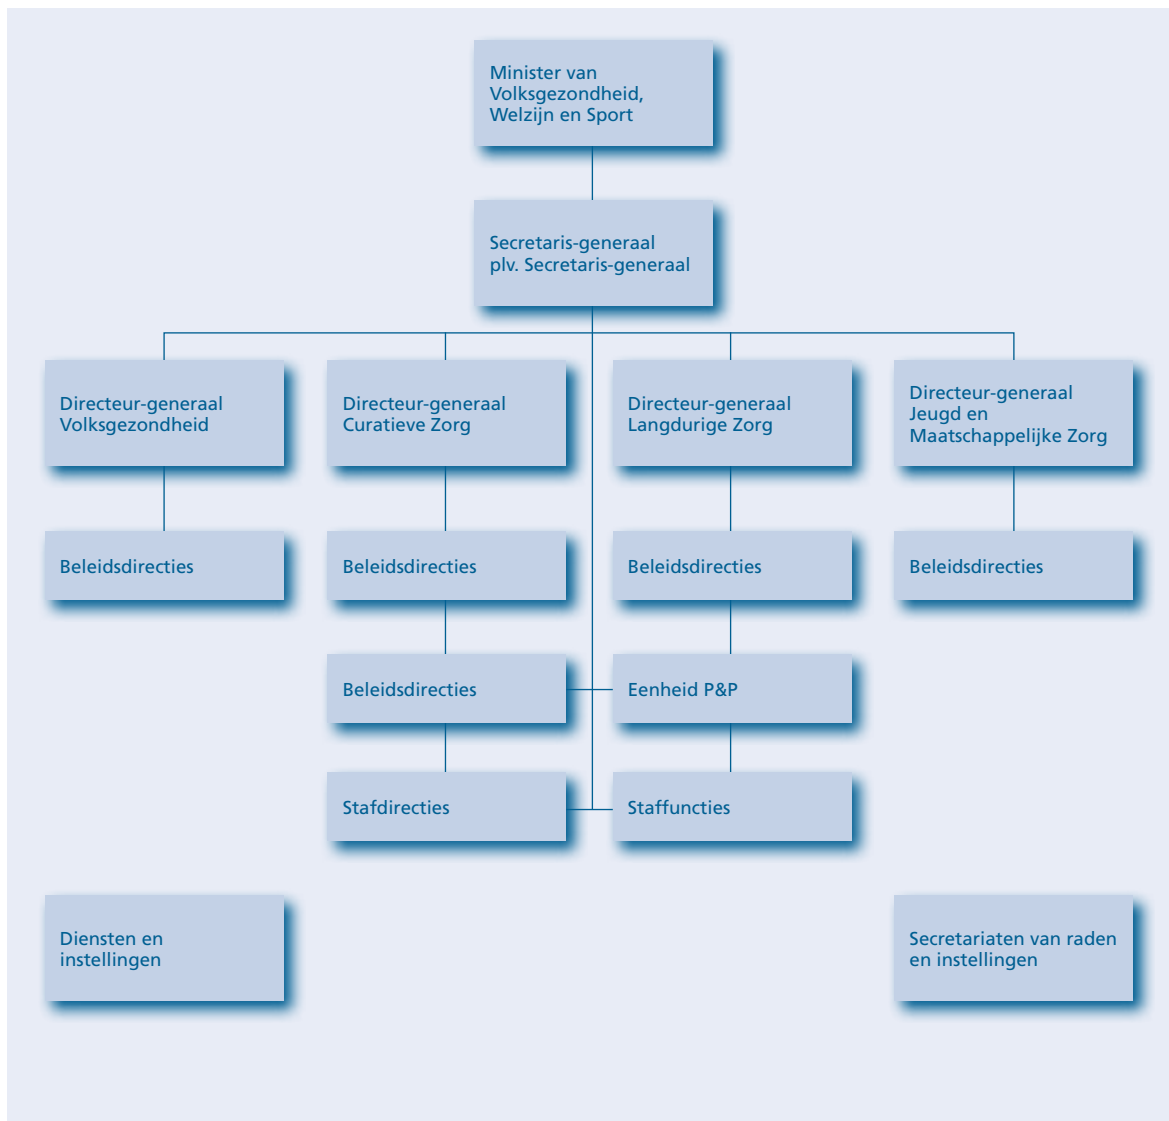 Minister van
Volksgezondheid,
Welzijn en Sport
Secretaris-generaal
plv. Secretaris-generaal
Directeur-generaal
Volksgezondheid
Directeur-generaal
Curatieve Zorg
Directeur-generaal
Langdurige Zorg
Directeur-generaal
Jeugd en
Maatschappelijke Zorg
Beleidsdirecties
Beleidsdirecties
Beleidsdirecties
Beleidsdirecties
Beleidsdirecties
Eenheid P&P
Stafdirecties
Staffuncties
Diensten en
instellingen
Secretariaten van raden
en instellingen